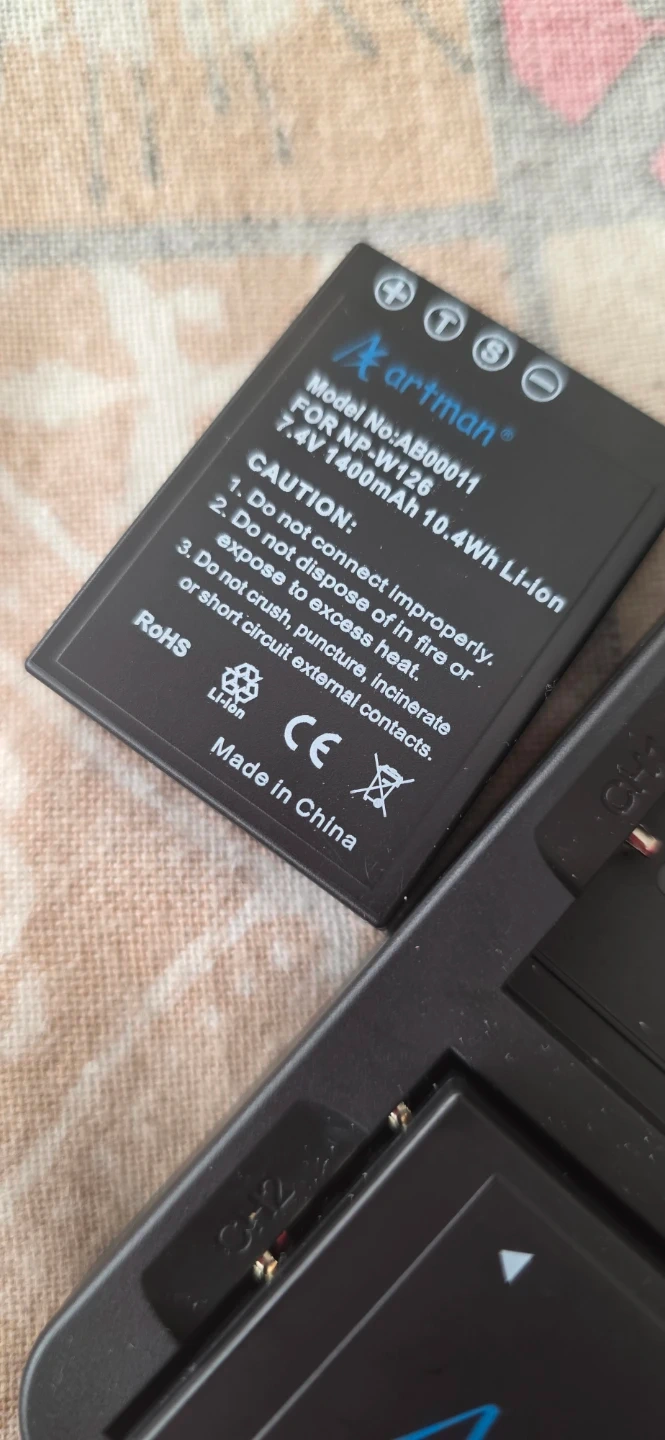 + T S −
artman®
Model No:AB00011
FOR NP-W126
7.4V 1400mAh 10.4Wh Li-Ion
CAUTION:
1. Do not connect improperly.
2. Do not dispose of in fire or
expose to excess heat.
3. Do not crush, puncture, incinerate
or short circuit external contacts.
RoHS
Li-Ion
CE
Made in China
CH1
CH2